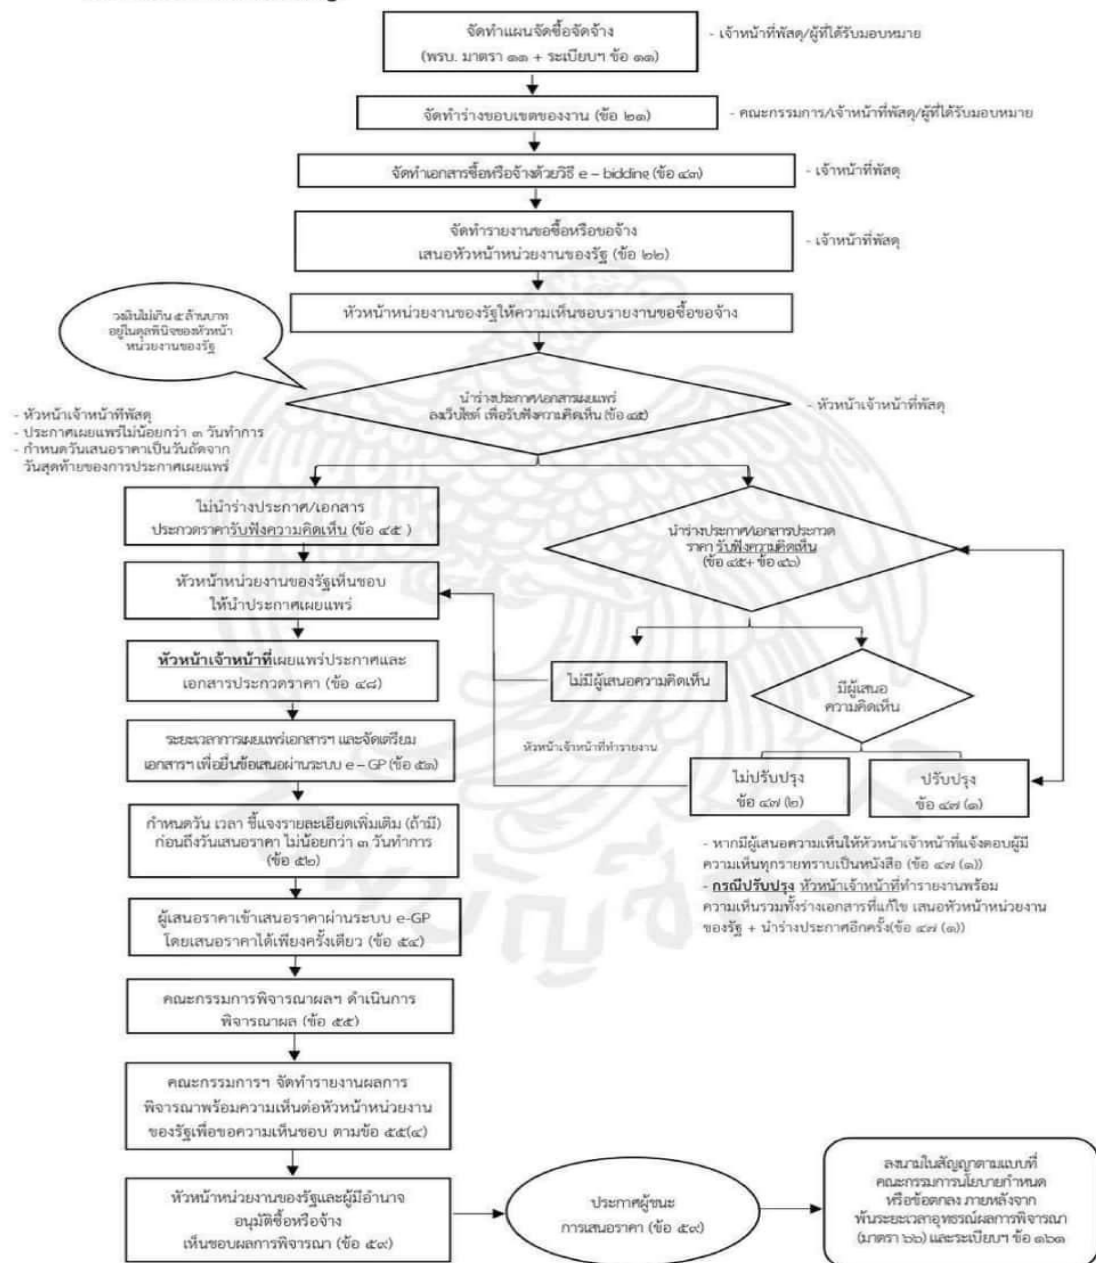 จัดทำแผนจัดซื้อจัดจ้าง
(พรบ. มาตรา ๑๑ + ระเบียบฯ ข้อ ๑๑)
- เจ้าหน้าที่พัสดุ/ผู้ที่ได้รับมอบหมาย
จัดทำร่างขอบเขตของงาน (ข้อ ๒๑)
- คณะกรรมการ/เจ้าหน้าที่พัสดุ/ผู้ที่ได้รับมอบหมาย
จัดทำเอกสารซื้อหรือจ้างด้วยวิธี e – bidding (ข้อ ๔๓)
- เจ้าหน้าที่พัสดุ
จัดทำรายงานขอซื้อหรือขอจ้าง
เสนอหัวหน้าหน่วยงานของรัฐ (ข้อ ๒๒)
- เจ้าหน้าที่พัสดุ
หัวหน้าหน่วยงานของรัฐให้ความเห็นชอบรายงานขอซื้อขอจ้าง
วงเงินไม่เกิน ๕ ล้านบาท
อยู่ในดุลพินิจของหัวหน้า
หน่วยงานของรัฐ
นำร่างประกาศ/เอกสารเผยแพร่
ลงเว็บไซต์ เพื่อรับฟังความคิดเห็น (ข้อ ๔๕)
- หัวหน้าเจ้าหน้าที่พัสดุ
- หัวหน้าเจ้าหน้าที่พัสดุ
- ประกาศเผยแพร่ไม่น้อยกว่า ๓ วันทำการ
- กำหนดวันเสนอราคาเป็นวันถัดจาก
วันสุดท้ายของการประกาศเผยแพร่
ไม่นำร่างประกาศ/เอกสาร
ประกวดราคารับฟังความคิดเห็น (ข้อ ๔๕ )
นำร่างประกาศ/เอกสารประกวด
ราคา รับฟังความคิดเห็น
(ข้อ ๔๕+ ข้อ ๔๖)
หัวหน้าหน่วยงานของรัฐเห็นชอบ
ให้นำประกาศเผยแพร่
หัวหน้าเจ้าหน้าที่เผยแพร่ประกาศและ
เอกสารประกวดราคา (ข้อ ๔๘)
ไม่มีผู้เสนอความคิดเห็น
มีผู้เสนอ
ความคิดเห็น
ระยะเวลาการเผยแพร่เอกสารฯ และจัดเตรียม
เอกสารฯ เพื่อยื่นข้อเสนอผ่านระบบ e – GP (ข้อ ๕๑)
หัวหน้าเจ้าหน้าที่ทำรายงาน
ไม่ปรับปรุง
ข้อ ๔๗ (๒)
ปรับปรุง
ข้อ ๔๗ (๑)
กำหนดวัน เวลา ชี้แจงรายละเอียดเพิ่มเติม (ถ้ามี)
ก่อนถึงวันเสนอราคา ไม่น้อยกว่า ๓ วันทำการ
(ข้อ ๕๒)
- หากมีผู้เสนอความเห็นให้หัวหน้าเจ้าหน้าที่แจ้งตอบผู้มี
ความเห็นทุกรายทราบเป็นหนังสือ (ข้อ ๔๗ (๑))
- กรณีปรับปรุง หัวหน้าเจ้าหน้าที่ทำรายงานพร้อม
ความเห็นรวมทั้งร่างเอกสารที่แก้ไข เสนอหัวหน้าหน่วยงาน
ของรัฐ + นำร่างประกาศอีกครั้ง(ข้อ ๔๗ (๑))
ผู้เสนอราคาเข้าเสนอราคาผ่านระบบ e-GP
โดยเสนอราคาได้เพียงครั้งเดียว (ข้อ ๕๔)
คณะกรรมการพิจารณาผลฯ ดำเนินการ
พิจารณาผล (ข้อ ๕๕)
คณะกรรมการฯ จัดทำรายงานผลการ
พิจารณาพร้อมความเห็นต่อหัวหน้าหน่วยงาน
ของรัฐเพื่อขอความเห็นชอบ ตามข้อ ๕๕(๔)
หัวหน้าหน่วยงานของรัฐและผู้มีอำนาจ
อนุมัติซื้อหรือจ้าง
เห็นชอบผลการพิจารณา (ข้อ ๕๙)
ประกาศผู้ชนะ
การเสนอราคา (ข้อ ๕๙)
ลงนามในสัญญาตามแบบที่
คณะกรรมการนโยบายกำหนด
หรือข้อตกลง ภายหลังจาก
พ้นระยะเวลาอุทธรณ์ผลการพิจารณา
(มาตรา ๖๖) และระเบียบฯ ข้อ ๑๖๑